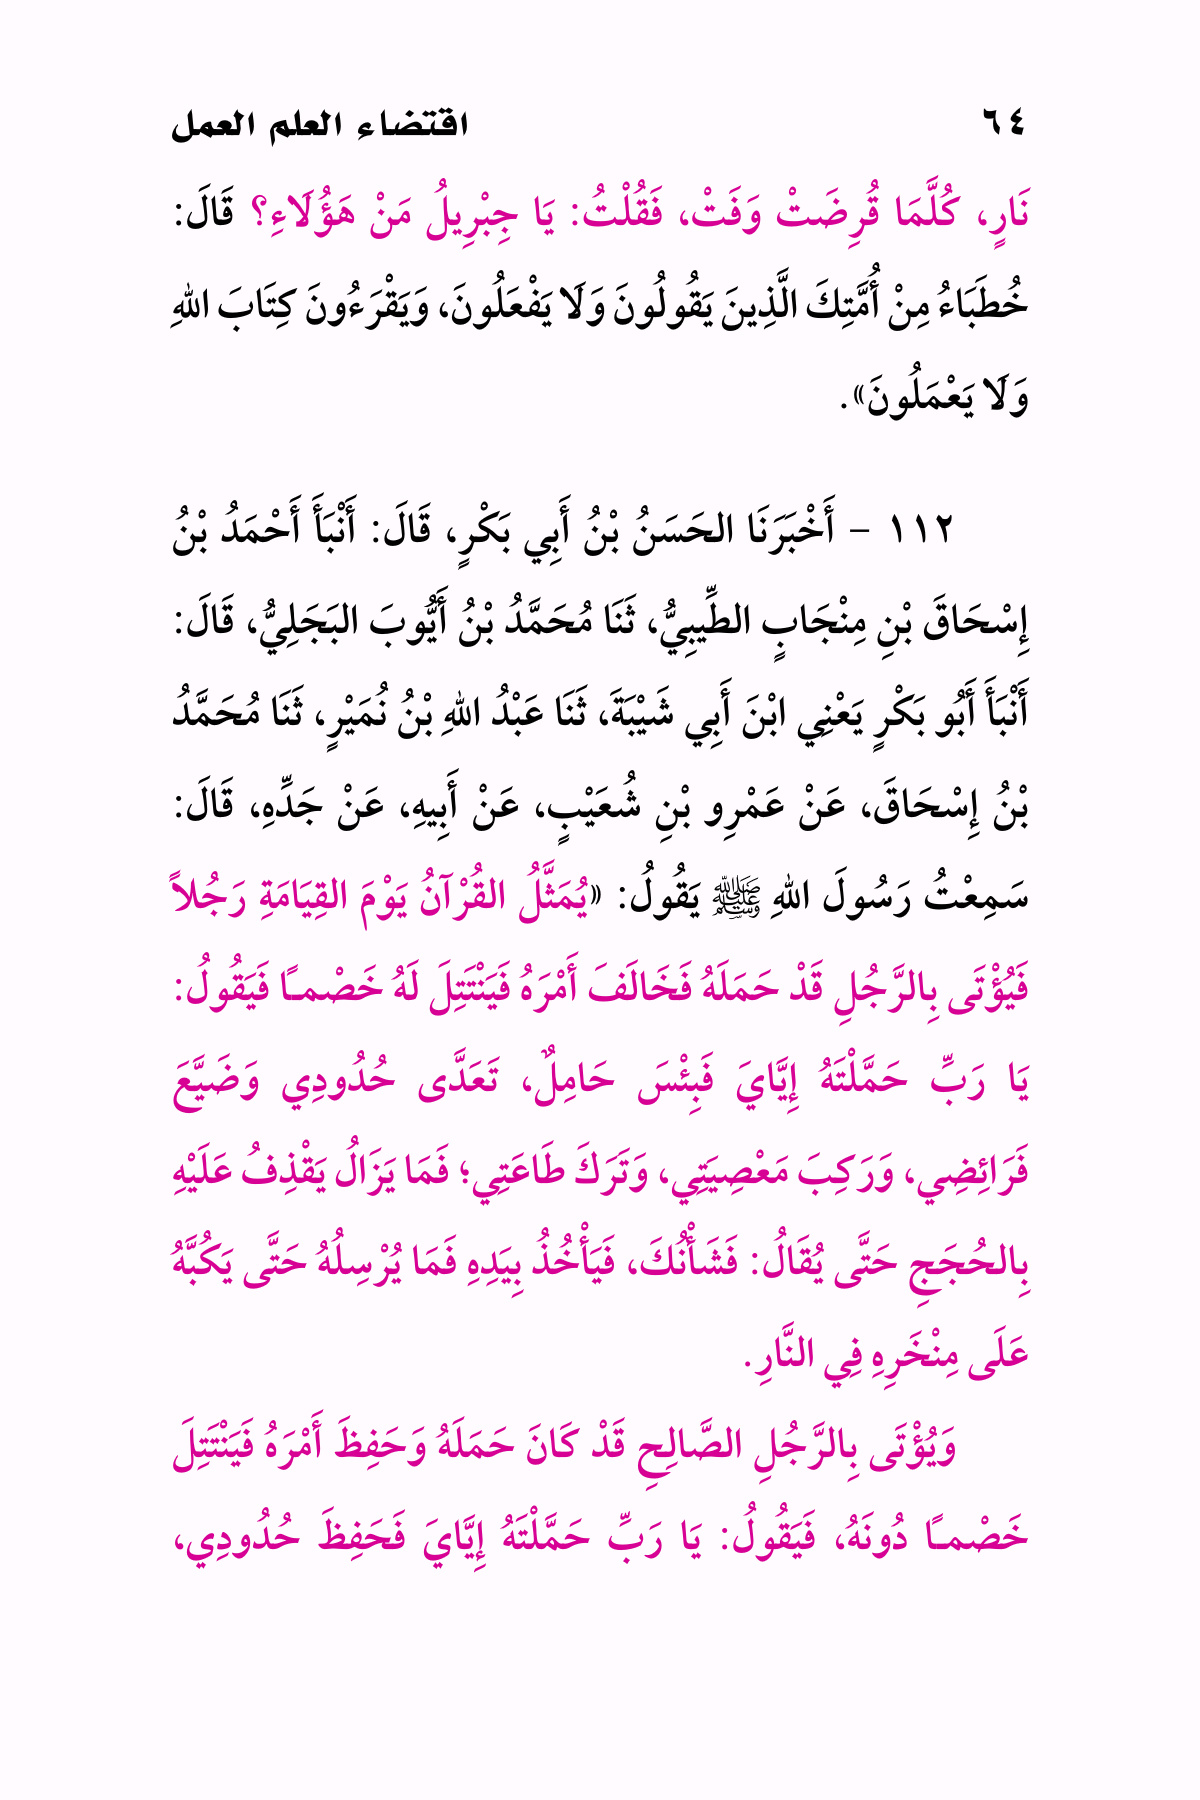 ٦٤ اقتضاء العلم العمل
نَارٍ، كُلَّمَا قُرِضَتْ وَفَتْ، فَقُلْتُ: يَا جِبْرِيلُ مَنْ هَؤُلَاءِ؟ قَالَ:
خُطَبَاءُ مِنْ أُمَّتِكَ الَّذِينَ يَقُولُونَ وَلَا يَفْعَلُونَ، وَيَقْرَءُونَ كِتَابَ اللهِ
وَلَا يَعْمَلُونَ».
١١٢ - أَخْبَرَنَا الحَسَنُ بْنُ أَبِي بَكْرٍ، قَالَ: أَنْبَأَ أَحْمَدُ بْنُ
إِسْحَاقَ بْنِ مِنْجَابٍ الطِّيبِيُّ، ثَنَا مُحَمَّدُ بْنُ أَيُّوبَ البَجَلِيُّ، قَالَ:
أَنْبَأَ أَبُو بَكْرٍ يَعْنِي ابْنَ أَبِي شَيْبَةَ، ثَنَا عَبْدُ اللهِ بْنُ نُمَيْرٍ، ثَنَا مُحَمَّدُ
بْنُ إِسْحَاقَ، عَنْ عَمْرِو بْنِ شُعَيْبٍ، عَنْ أَبِيهِ، عَنْ جَدِّهِ، قَالَ:
سَمِعْتُ رَسُولَ اللهِ ﷺ يَقُولُ: «يُمَثَّلُ القُرْآنُ يَوْمَ القِيَامَةِ رَجُلاً
فَيُؤْتَى بِالرَّجُلِ قَدْ حَمَلَهُ فَخَالَفَ أَمْرَهُ فَيَنْتَتِلَ لَهُ خَصْمـًا فَيَقُولُ:
يَا رَبِّ حَمَّلْتَهُ إِيَّايَ فَبِئْسَ حَامِلٌ، تَعَدَّى حُدُودِي وَضَيَّعَ
فَرَائِضِي، وَرَكِبَ مَعْصِيَتِي، وَتَرَكَ طَاعَتِي؛ فَمَا يَزَالُ يَقْذِفُ عَلَيْهِ
بِالحُجَجِ حَتَّى يُقَالُ: فَشَأْنُكَ، فَيَأْخُذُ بِيَدِهِ فَمَا يُرْسِلُهُ حَتَّى يَكُبَّهُ
عَلَى مِنْخَرِهِ فِي النَّارِ.
وَيُؤْتَى بِالرَّجُلِ الصَّالِحِ قَدْ كَانَ حَمَلَهُ وَحَفِظَ أَمْرَهُ فَيَنْتَتِلَ
خَصْمـًا دُونَهُ، فَيَقُولُ: يَا رَبِّ حَمَّلْتَهُ إِيَّايَ فَحَفِظَ حُدُودِي،